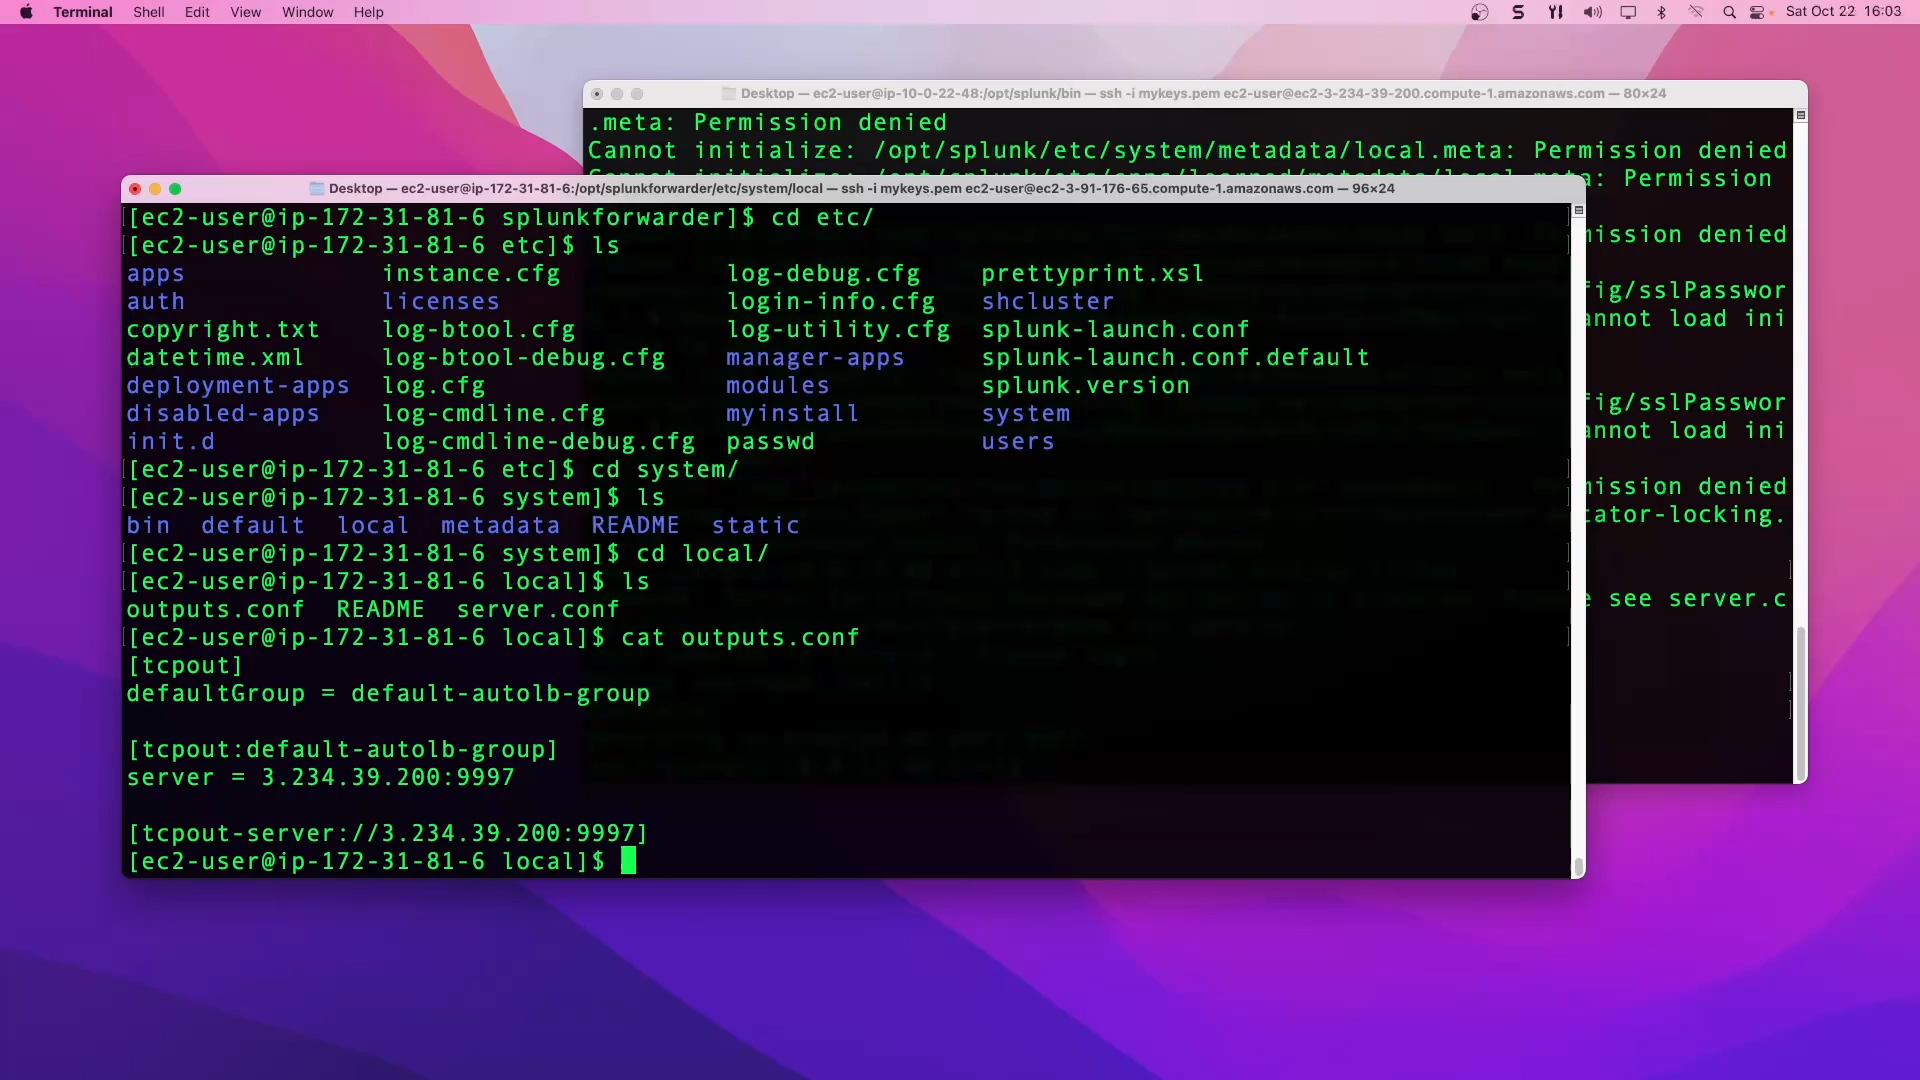 Terminal Shell Edit View Window Help Sat Oct 22 16:03
Desktop — ec2-user@ip-10-0-22-48:/opt/splunk/bin — ssh -i mykeys.pem ec2-user@ec2-3-234-39-200.compute-1.amazonaws.com — 80×24
.meta: Permission denied
Cannot initialize: /opt/splunk/etc/system/metadata/local.meta: Permission denied
Permission
ission denied
fig/sslPasswor
annot load ini
fig/sslPasswor
annot load ini
ission denied
cator-locking.
see server.c
Desktop — ec2-user@ip-172-31-81-6:/opt/splunkforwarder/etc/system/local — ssh -i mykeys.pem ec2-user@ec2-3-91-176-65.compute-1.amazonaws.com — 96×24
[[ec2-user@ip-172-31-81-6 splunkforwarder]$ cd etc/
[[ec2-user@ip-172-31-81-6 etc]$ ls
apps instance.cfg log-debug.cfg prettyprint.xsl
auth licenses login-info.cfg shcluster
copyright.txt log-btool.cfg log-utility.cfg splunk-launch.conf
datetime.xml log-btool-debug.cfg manager-apps splunk-launch.conf.default
deployment-apps log.cfg modules splunk.version
disabled-apps log-cmdline.cfg myinstall system
init.d log-cmdline-debug.cfg passwd users
[[ec2-user@ip-172-31-81-6 etc]$ cd system/
[[ec2-user@ip-172-31-81-6 system]$ ls
bin default local metadata README static
[[ec2-user@ip-172-31-81-6 system]$ cd local/
[[ec2-user@ip-172-31-81-6 local]$ ls
outputs.conf README server.conf
[[ec2-user@ip-172-31-81-6 local]$ cat outputs.conf
[tcpout]
defaultGroup = default-autolb-group
[tcpout:default-autolb-group]
server = 3.234.39.200:9997
[tcpout-server://3.234.39.200:9997]
[ec2-user@ip-172-31-81-6 local]$